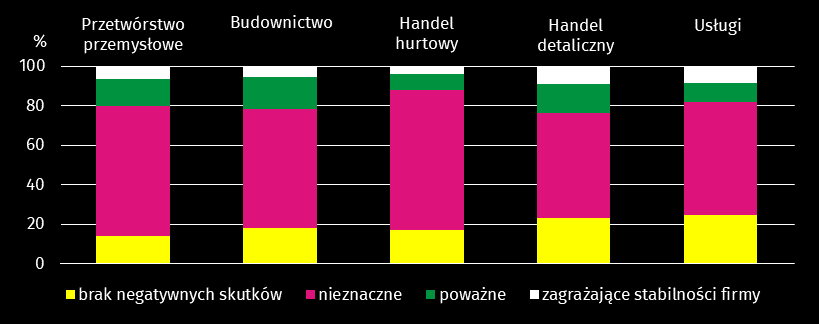 Przetwórstwo
przemysłowe
Budownictwo
Handel
hurtowy
Handel
detaliczny
Usługi
%
100
80
60
40
20
0
brak negatywnych skutków nieznaczne poważne zagrażające stabilności firmy